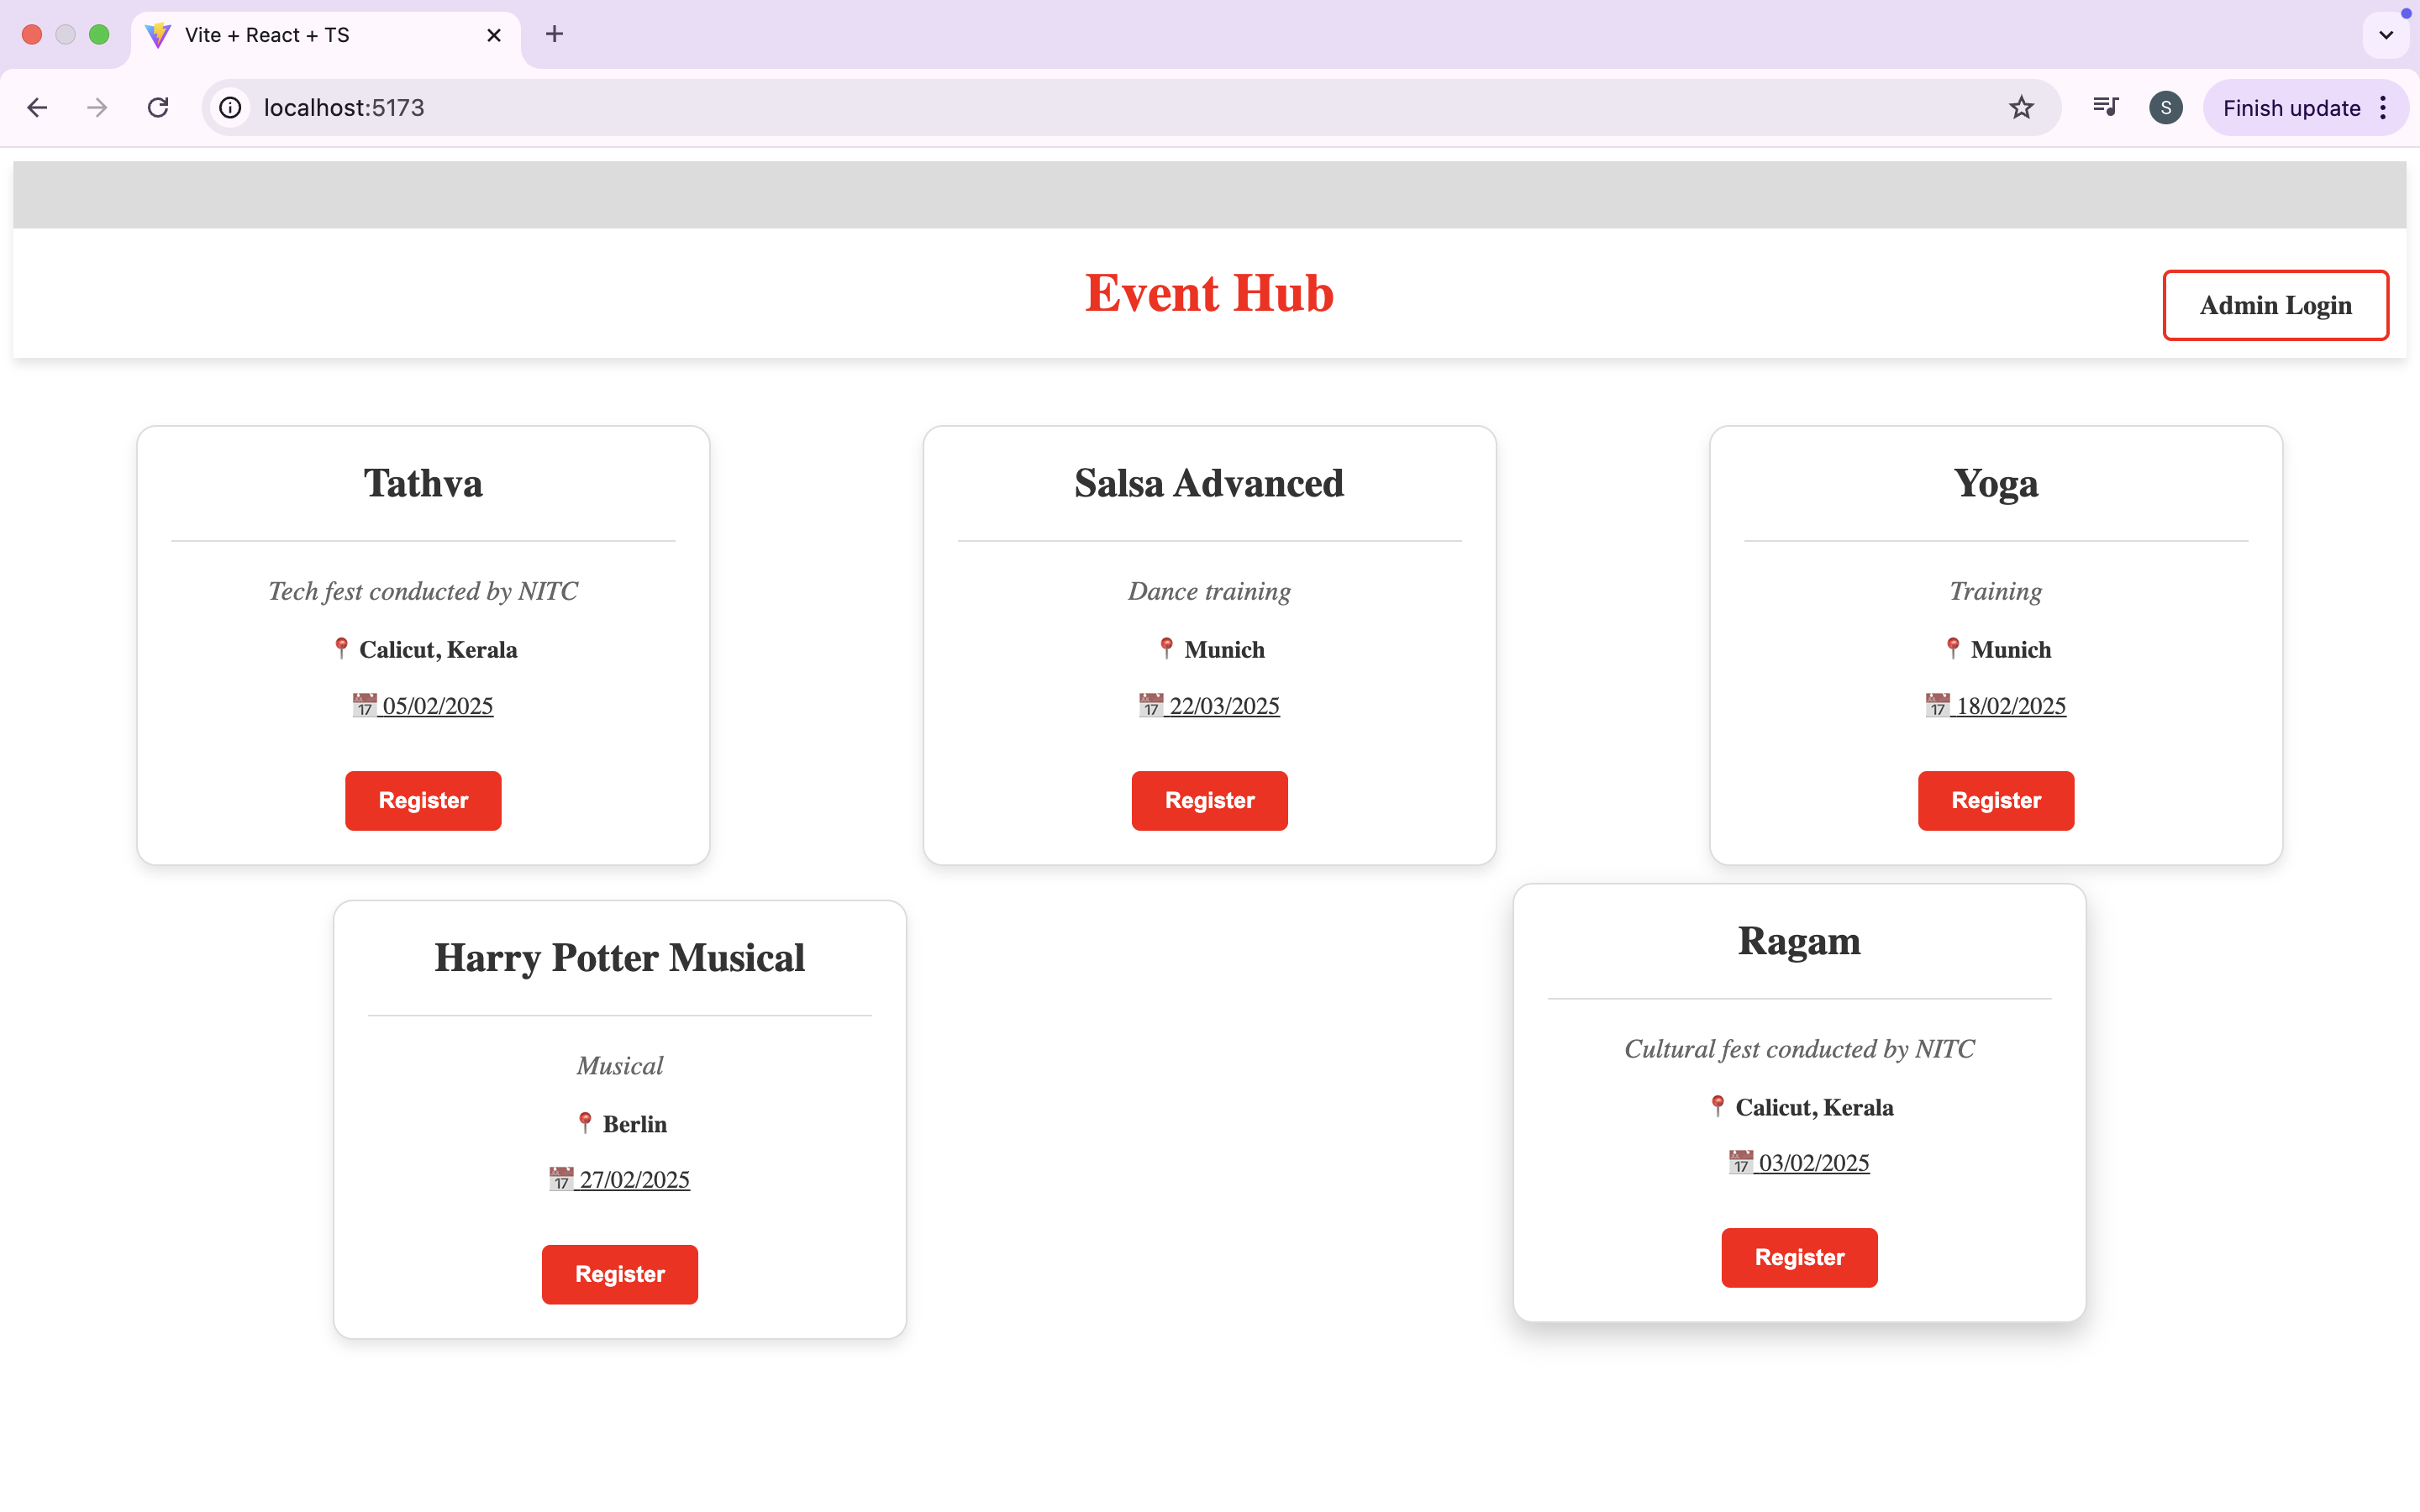 Vite + React + TS
localhost:5173
S
Finish update
Event Hub
Admin Login
Tathva
Tech fest conducted by NITC
📍 Calicut, Kerala
📅 05/02/2025
Register
Salsa Advanced
Dance training
📍 Munich
📅 22/03/2025
Register
Yoga
Training
📍 Munich
📅 18/02/2025
Register
Harry Potter Musical
Musical
📍 Berlin
📅 27/02/2025
Register
Ragam
Cultural fest conducted by NITC
📍 Calicut, Kerala
📅 03/02/2025
Register